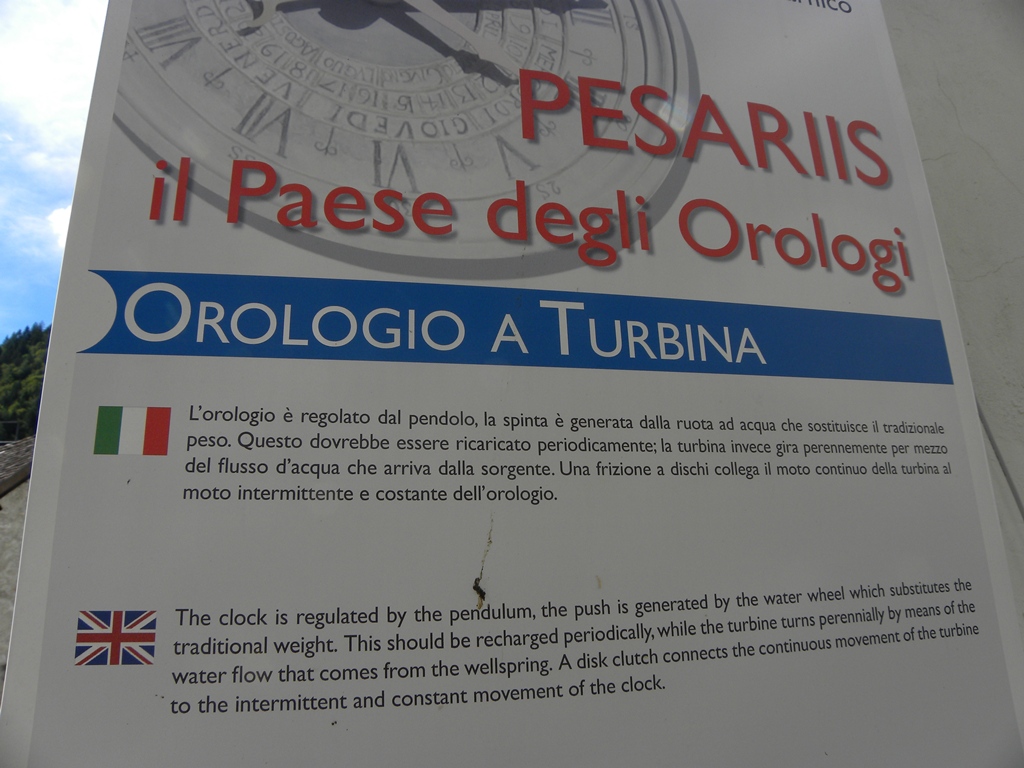 PESARIIS
il Paese degli Orologi
OROLOGIO A TURBINA
L'orologio è regolato dal pendolo, la spinta è generata dalla ruota ad acqua che sostituisce il tradizionale
peso. Questo dovrebbe essere ricaricato periodicamente; la turbina invece gira perennemente per mezzo
del flusso d'acqua che arriva dalla sorgente. Una frizione a dischi collega il moto continuo della turbina al
moto intermittente e costante dell'orologio.
The clock is regulated by the pendulum, the push is generated by the water wheel which substitutes the
traditional weight. This should be recharged periodically, while the turbine turns perennially by means of the
water flow that comes from the wellspring. A disk clutch connects the continuous movement of the turbine
to the intermittent and constant movement of the clock.